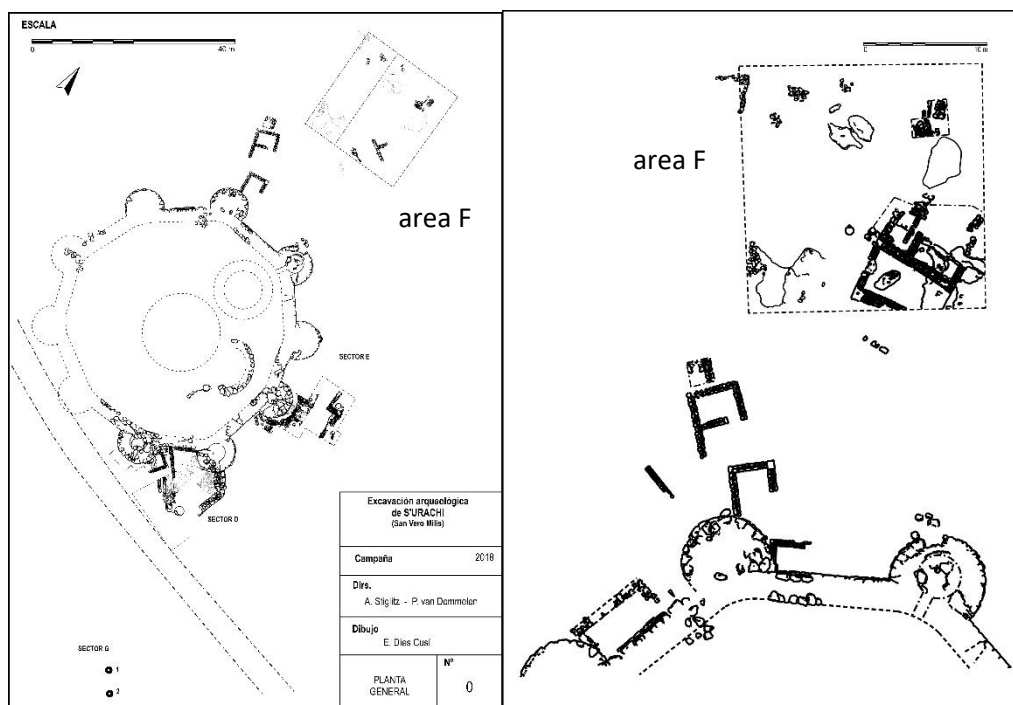 ESCALA
0 40 m
area F
SECTOR E
SECTOR D
SECTOR G
1
2
Excavación arqueológica
de S'URACHI
(San Vero Milis)
Campaña 2018
Dirs.
A. Stiglitz - P. van Dommelen
Dibujo
E. Díes Cusí
PLANTA
GENERAL
Nº
0
0 10 m
area F